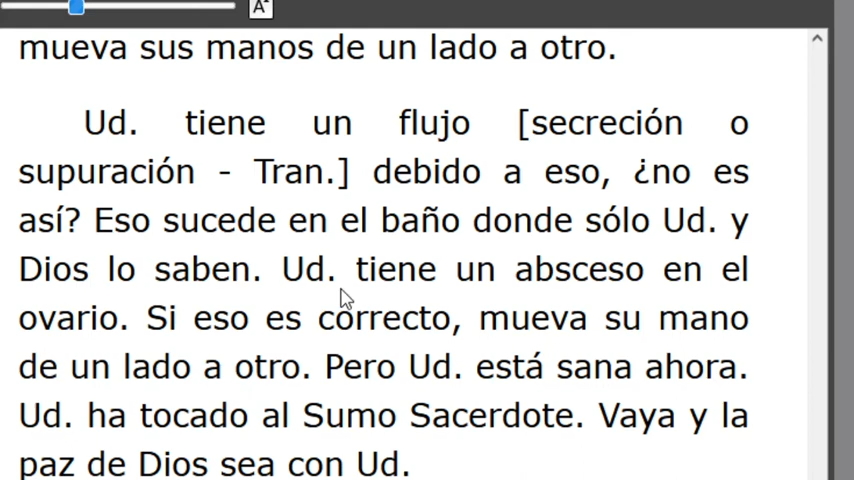 A
mueva sus manos de un lado a otro.
Ud. tiene un flujo [secreción o
supuración - Tran.] debido a eso, ¿no es
así? Eso sucede en el baño donde sólo Ud. y
Dios lo saben. Ud. tiene un absceso en el
ovario. Si eso es correcto, mueva su mano
de un lado a otro. Pero Ud. está sana ahora.
Ud. ha tocado al Sumo Sacerdote. Vaya y la
paz de Dios sea con Ud.